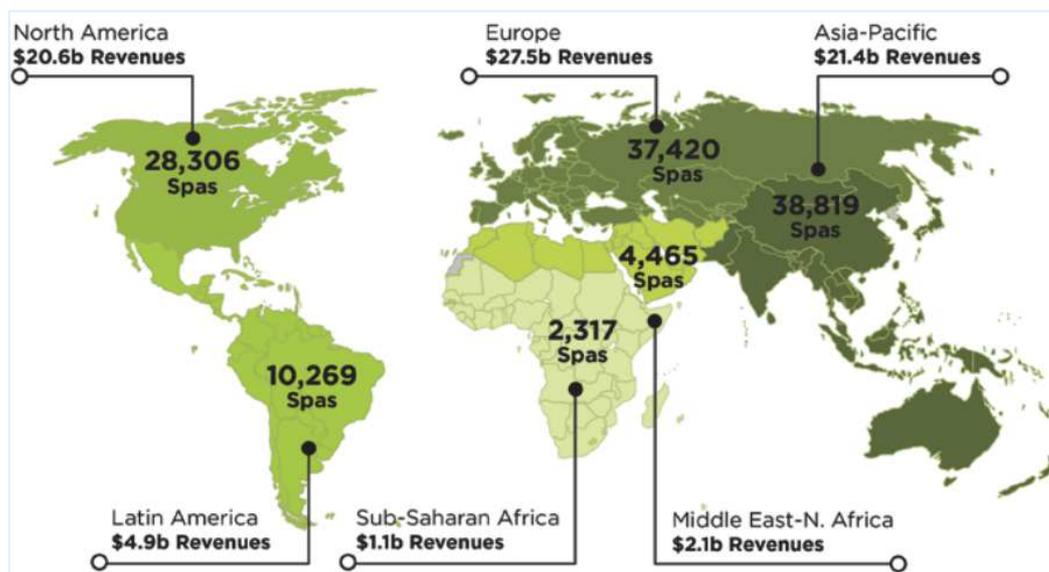 North America
$20.6b Revenues
Europe
$27.5b Revenues
Asia-Pacific
$21.4b Revenues
28,306
Spas
37,420
Spas
38,819
Spas
4,465
Spas
2,317
Spas
10,269
Spas
Latin America
$4.9b Revenues
Sub-Saharan Africa
$1.1b Revenues
Middle East-N. Africa
$2.1b Revenues